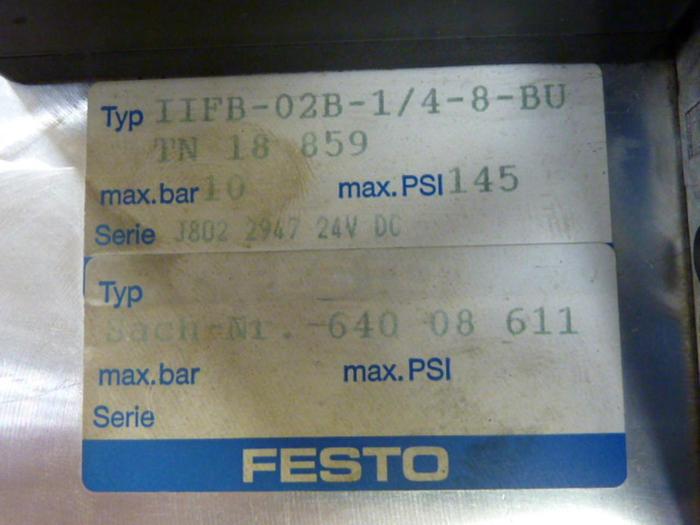 Typ IIFB-02B-1/4-8-BU
TN 18 859
max.bar 10 max.PSI 145
Serie J802 2947 24V DC
Typ
Sach-Nr. 640 08 611
max.bar max.PSI
Serie
FESTO